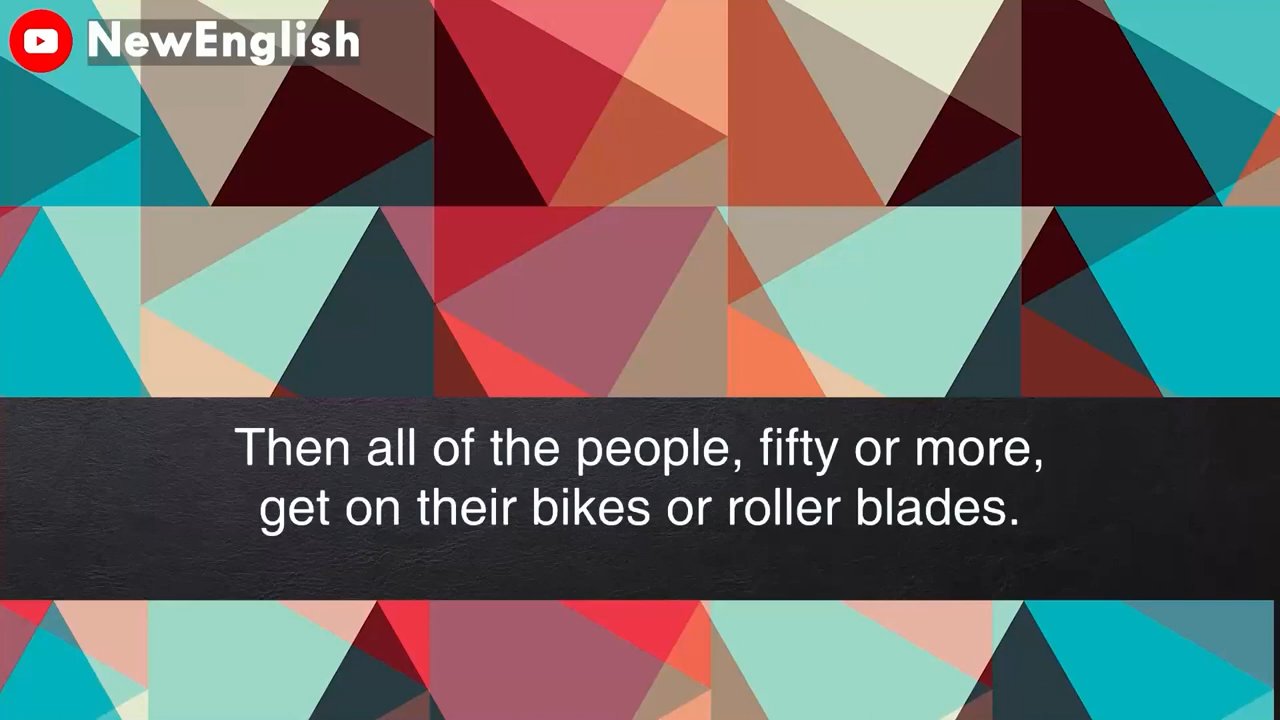 NewEnglish
Then all of the people, fifty or more,
get on their bikes or roller blades.